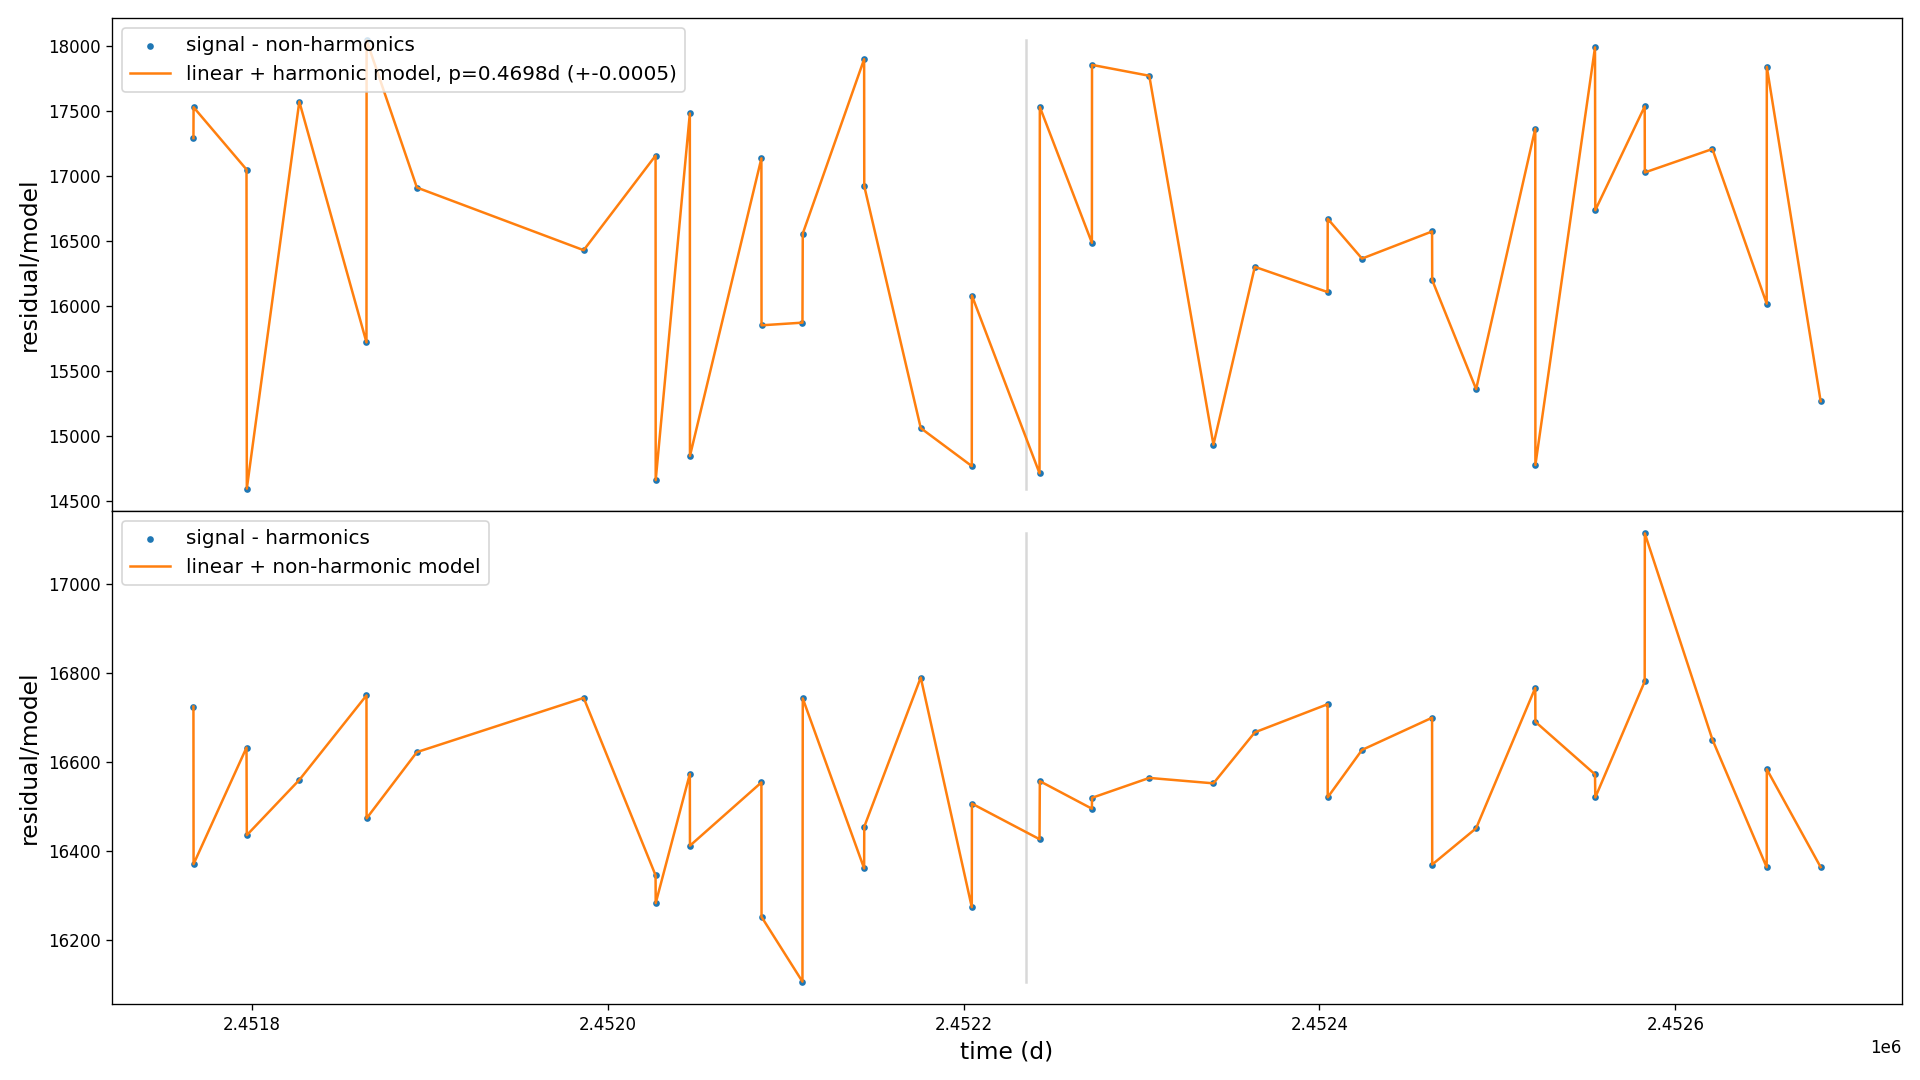 signal - non-harmonics
linear + harmonic model, p=0.4698d (+-0.0005)
18000
17500
17000
16500
16000
15500
15000
14500
residual/model
signal - harmonics
linear + non-harmonic model
17000
16800
16600
16400
16200
residual/model
2.4518
2.4520
2.4522
2.4524
2.4526
time (d)
1e6